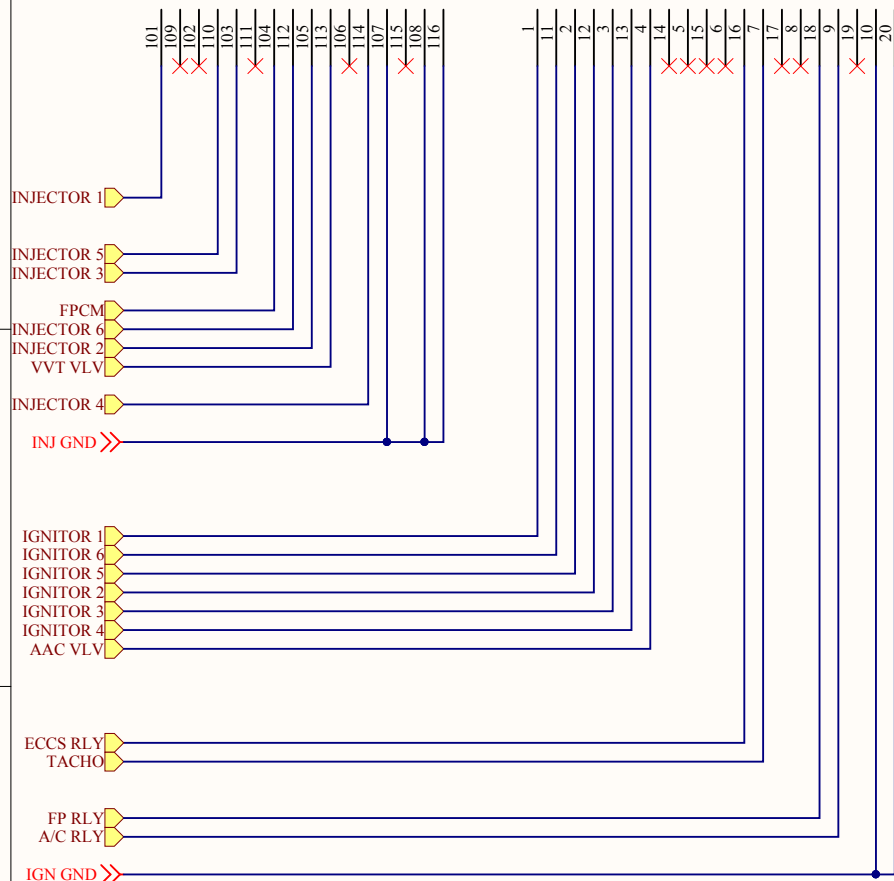 101
109
102
110
103
111
104
112
105
113
106
114
107
115
108
116
1
11
2
12
3
13
4
14
5
15
6
16
7
17
8
18
9
19
10
20
INJECTOR 1
INJECTOR 5
INJECTOR 3
FPCM
INJECTOR 6
INJECTOR 2
VVT VLV
INJECTOR 4
INJ GND
IGNITOR 1
IGNITOR 6
IGNITOR 5
IGNITOR 2
IGNITOR 3
IGNITOR 4
AAC VLV
ECCS RLY
TACHO
FP RLY
A/C RLY
IGN GND